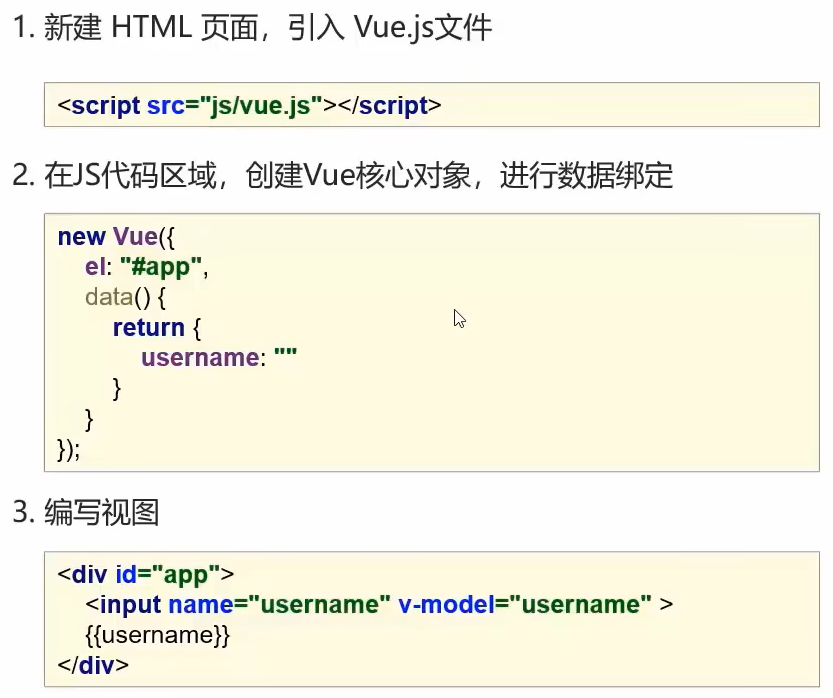 1. 新建 HTML 页面，引入 Vue.js文件
<script src="js/vue.js"></script>
2. 在JS代码区域，创建Vue核心对象，进行数据绑定
new Vue({
    el: "#app",
    data() {
        return {
            username: ""
        }
    }
});
3. 编写视图
<div id="app">
    <input name="username" v-model="username" >
    {{username}}
</div>